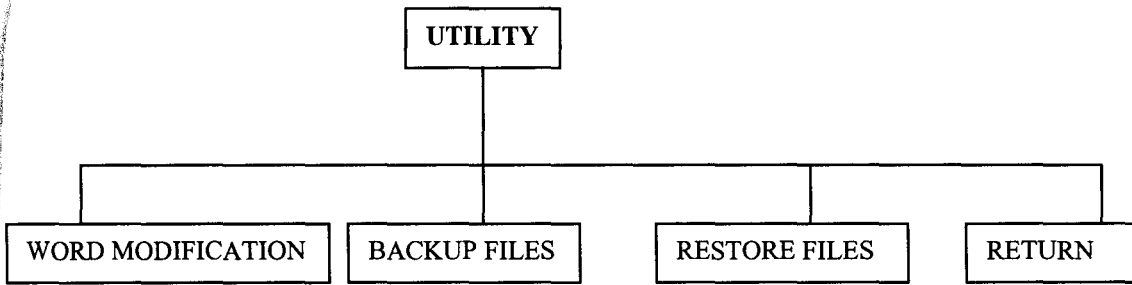 UTILITY
WORD MODIFICATION
BACKUP FILES
RESTORE FILES
RETURN